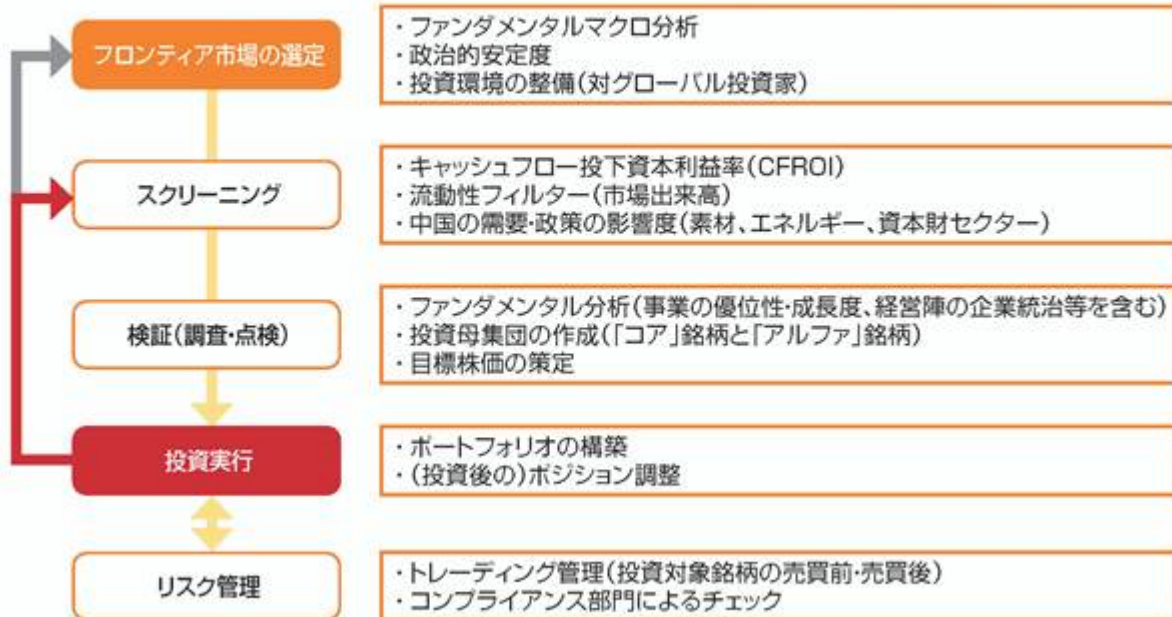 フロンティア市場の選定
・ファンダメンタルマクロ分析
・政治的安定度
・投資環境の整備(対グローバル投資家)
スクリーニング
・キャッシュフロー投下資本利益率(CFROI)
・流動性フィルター(市場出来高)
・中国の需要・政策の影響度(素材、エネルギー、資本財セクター)
検証(調査・点検)
・ファンダメンタル分析(事業の優位性・成長度、経営陣の企業統治等を含む)
・投資母集団の作成(「コア」銘柄と「アルファ」銘柄)
・目標株価の策定
投資実行
・ポートフォリオの構築
・(投資後の)ポジション調整
リスク管理
・トレーディング管理(投資対象銘柄の売買前・売買後)
・コンプライアンス部門によるチェック